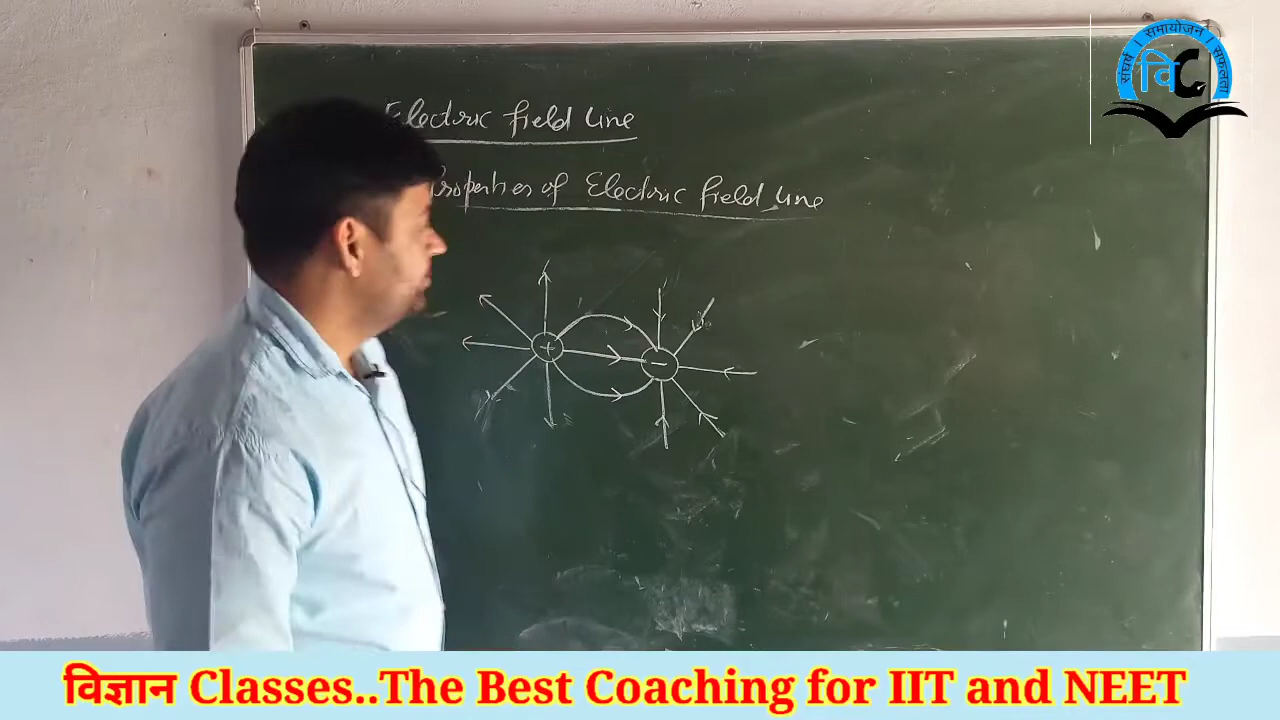 संघर्ष । समायोजन । सफलता
वि C
Electric field Line
Properties of Electric field Line
+
-
विज्ञान Classes..The Best Coaching for IIT and NEET